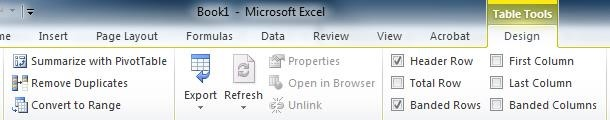 Book1 - Microsoft Excel
Table Tools
me Insert Page Layout Formulas Data Review View Acrobat Design
Summarize with PivotTable
Remove Duplicates
Convert to Range
Export
Refresh
Properties
Open in Browser
Unlink
Header Row
Total Row
Banded Rows
First Column
Last Column
Banded Columns